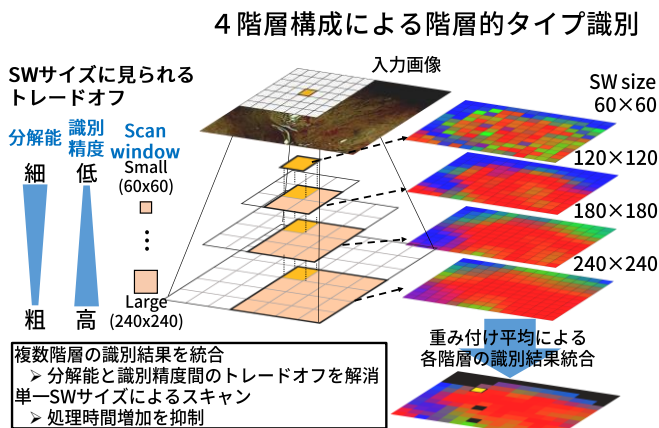 ４階層構成による階層的タイプ識別
SWサイズに見られる
トレードオフ
分解能
識別
精度
Scan
window
細
低
Small
(60x60)
粗
高
Large
(240x240)
入力画像
SW size
60×60
120×120
180×180
240×240
重み付け平均による
各階層の識別結果統合
複数階層の識別結果を統合
➢ 分解能と識別精度間のトレードオフを解消
単一SWサイズによるスキャン
➢ 処理時間増加を抑制